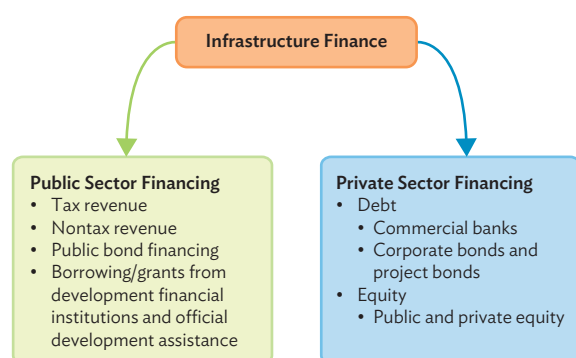 Infrastructure Finance
Public Sector Financing
• Tax revenue
• Nontax revenue
• Public bond financing
• Borrowing/grants from
development financial
institutions and official
development assistance
Private Sector Financing
• Debt
• Commercial banks
• Corporate bonds and
project bonds
• Equity
• Public and private equity